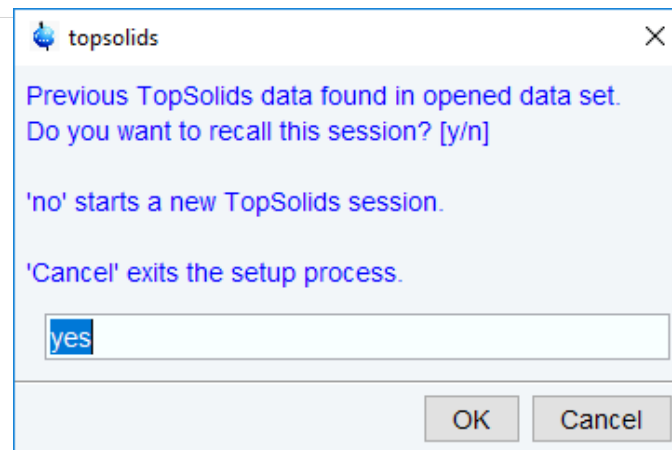 topsolids
Previous TopSolids data found in opened data set.
Do you want to recall this session? [y/n]
'no' starts a new TopSolids session.
'Cancel' exits the setup process.
yes
OK Cancel